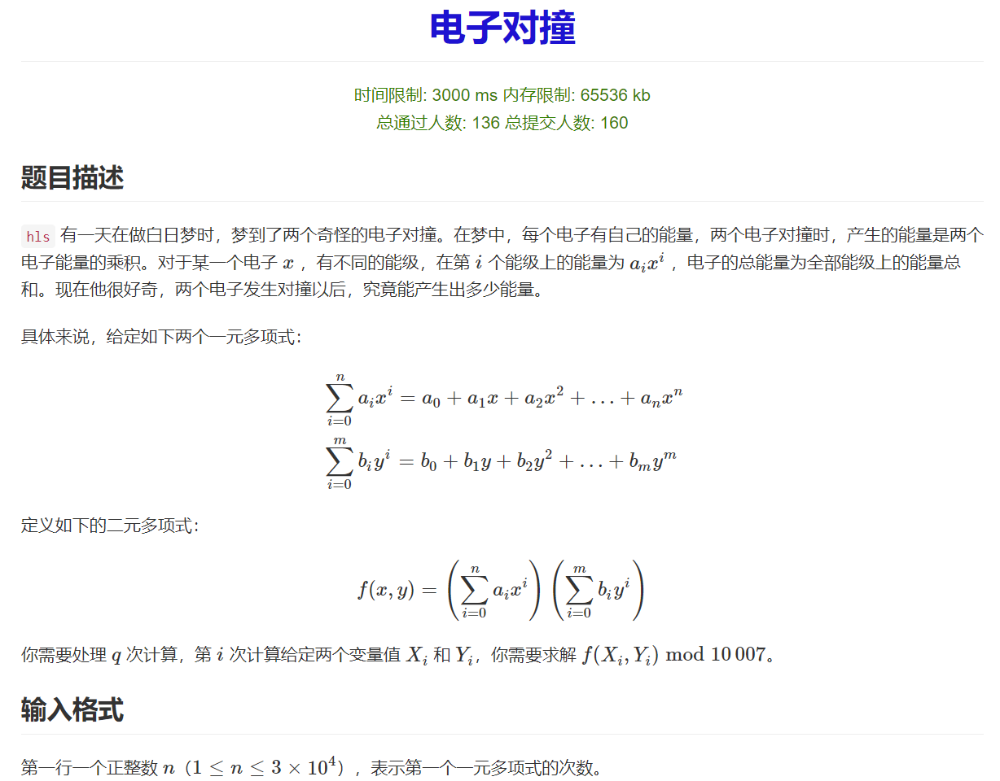 电子对撞
时间限制: 3000 ms 内存限制: 65536 kb
总通过人数: 136 总提交人数: 160
题目描述
hls 有一天在做白日梦时，梦到了两个奇怪的电子对撞。在梦中，每个电子有自己的能量，两个电子对撞时，产生的能量是两个
电子能量的乘积。对于某一个电子 $x$ ，有不同的能级，在第 $i$ 个能级上的能量为 $a_i x^i$ ，电子的总能量为全部能级上的能量总
和。现在他很好奇，两个电子发生对撞以后，究竟能产生出多少能量。
具体来说，给定如下两个一元多项式：
$\sum_{i=0}^{n} a_i x^i = a_0 + a_1 x + a_2 x^2 + \ldots + a_n x^n$
$\sum_{i=0}^{m} b_i y^i = b_0 + b_1 y + b_2 y^2 + \ldots + b_m y^m$
定义如下的二元多项式：
$f(x, y) = \left( \sum_{i=0}^{n} a_i x^i \right) \left( \sum_{i=0}^{m} b_i y^i \right)$
你需要处理 $q$ 次计算，第 $i$ 次计算给定两个变量值 $X_i$ 和 $Y_i$，你需要求解 $f(X_i, Y_i) \bmod 10\,007$。
输入格式
第一行一个正整数 $n$（$1 \le n \le 3 \times 10^4$），表示第一个一元多项式的次数。